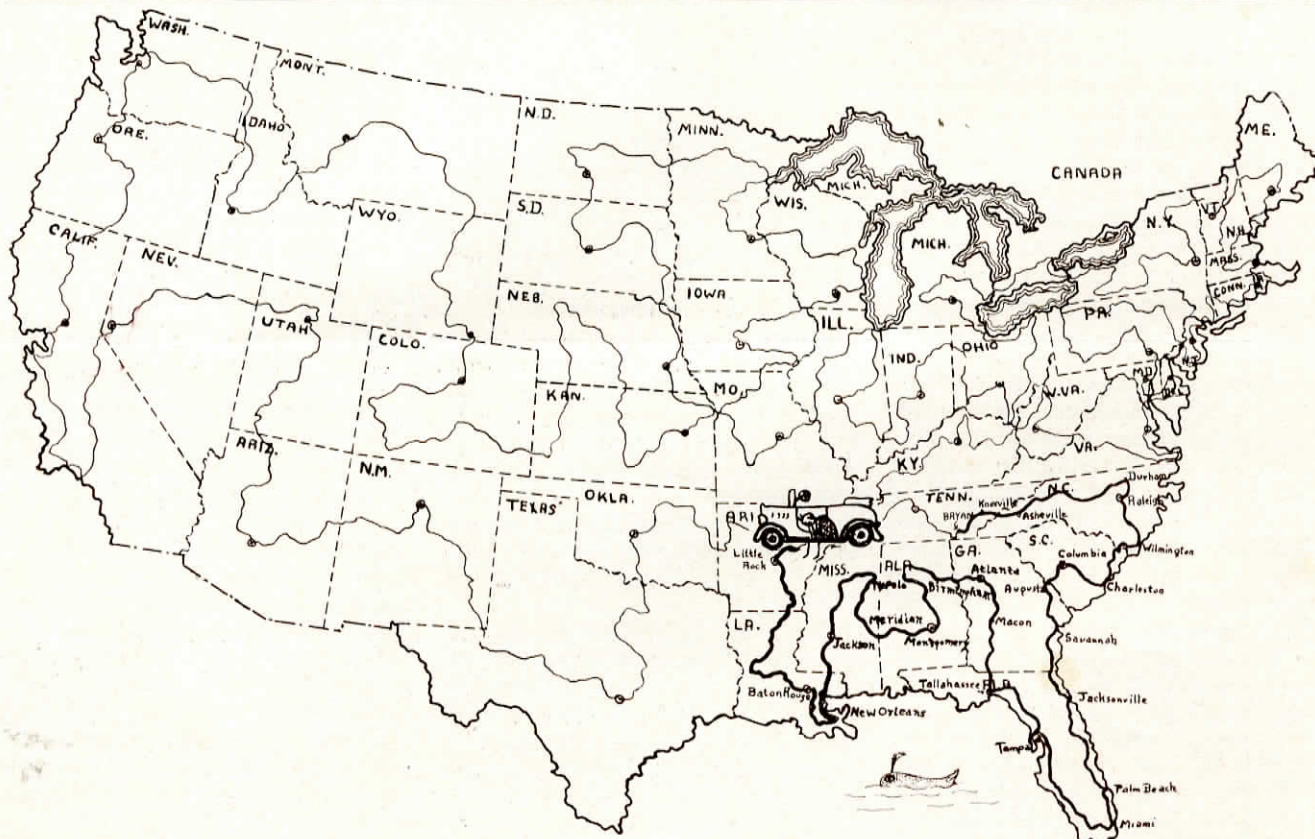 WASH.
MONT.
N.D.
MINN.
ME.
CANADA
IDAHO
ORE.
MICH.
WIS.
VT.
N.Y.
N.H.
S.D.
WYO.
MICH.
MASS.
CALIF.
NEV.
CONN.
NEB.
IOWA
ILL.
PA.
UTAH
COLO.
IND.
OHIO
N.J.
MD.
DEL.
MO.
KAN.
W.VA.
VA.
ARIZ.
N.M.
KY.
OKLA.
TEXAS
TENN.
N.C.
Durham
Knoxville
Raleigh
BRYAN
Asheville
S.C.
GA.
Columbia
Wilmington
Little
Rock
MISS.
ALA.
Atlanta
Tupelo
Birmingham
Augusta
Charleston
LA.
Meridian
Macon
Jackson
Montgomery
Savannah
Tallahassee
Baton Rouge
Jacksonville
New Orleans
Tampa
Palm Beach
Miami